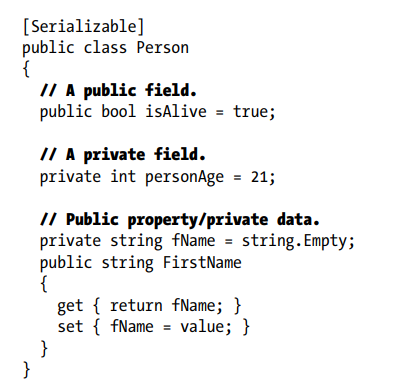 [Serializable]
public class Person
{
// A public field.
public bool isAlive = true;
// A private field.
private int personAge = 21;
// Public property/private data.
private string fName = string.Empty;
public string FirstName
{
get { return fName; }
set { fName = value; }
}
}